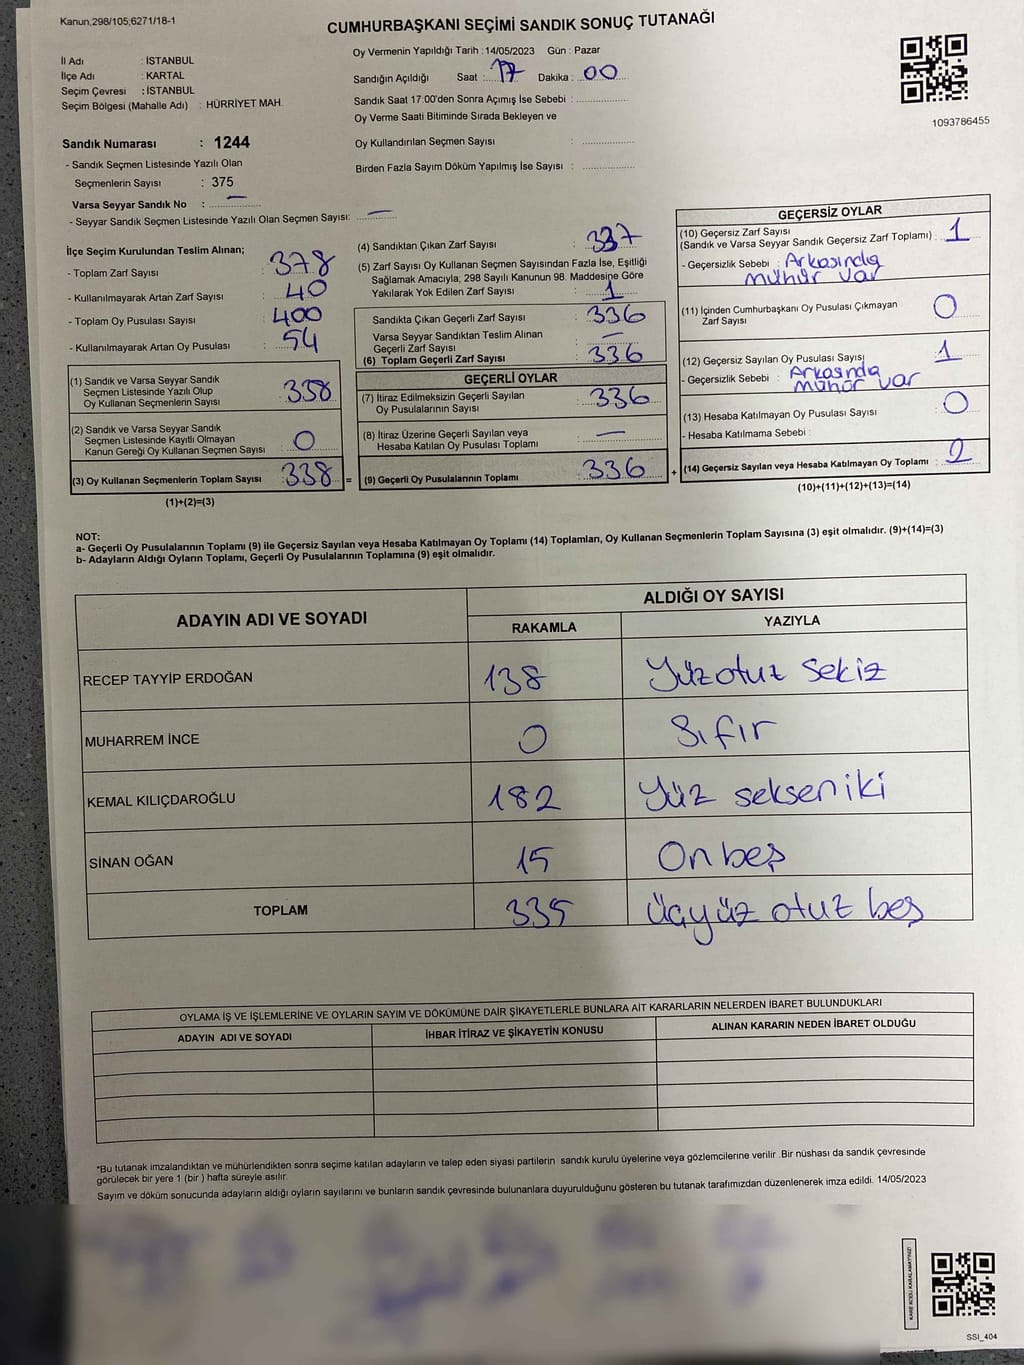 Kanun,298/105,6271/18-1
CUMHURBAŞKANI SEÇİMİ SANDIK SONUÇ TUTANAĞI
İl Adı : İSTANBUL
İlçe Adı : KARTAL
Seçim Çevresi : İSTANBUL
Seçim Bölgesi (Mahalle Adı) : HÜRRİYET MAH.
Sandık Numarası : 1244
- Sandık Seçmen Listesinde Yazılı Olan
Seçmenlerin Sayısı : 375
Varsa Seyyar Sandık No : —
- Seyyar Sandık Seçmen Listesinde Yazılı Olan Seçmen Sayısı: —
Oy Vermenin Yapıldığı Tarih : 14/05/2023 Gün : Pazar
Sandığın Açıldığı Saat : 17 Dakika : 00
Sandık Saat 17:00'den Sonra Açımış İse Sebebi :
Oy Verme Saati Bitiminde Sırada Bekleyen ve
Oy Kullandırılan Seçmen Sayısı :
Birden Fazla Sayım Döküm Yapılmış İse Sayısı :
1093786455
İlçe Seçim Kurulundan Teslim Alınan;
- Toplam Zarf Sayısı : 378
- Kullanılmayarak Artan Zarf Sayısı : 40
- Toplam Oy Pusulası Sayısı : 400
- Kullanılmayarak Artan Oy Pusulası : 54
(1) Sandık ve Varsa Seyyar Sandık
Seçmen Listesinde Yazılı Olup
Oy Kullanan Seçmenlerin Sayısı : 338
(2) Sandık ve Varsa Seyyar Sandık
Seçmen Listesinde Kayıtlı Olmayan
Kanun Gereği Oy Kullanan Seçmen Sayısı : 0
(3) Oy Kullanan Seçmenlerin Toplam Sayısı : 338 =
(1)+(2)=(3)
(4) Sandıktan Çıkan Zarf Sayısı : 337
(5) Zarf Sayısı Oy Kullanan Seçmen Sayısından Fazla İse, Eşitliği
Sağlamak Amacıyla; 298 Sayılı Kanunun 98. Maddesine Göre
Yakılarak Yok Edilen Zarf Sayısı : 1
Sandıkta Çıkan Geçerli Zarf Sayısı : 336
Varsa Seyyar Sandıktan Teslim Alınan
Geçerli Zarf Sayısı : —
(6) Toplam Geçerli Zarf Sayısı : 336
GEÇERLİ OYLAR
(7) İtiraz Edilmeksizin Geçerli Sayılan
Oy Pusulalarının Sayısı : 336
(8) İtiraz Üzerine Geçerli Sayılan veya
Hesaba Katılan Oy Pusulası Toplamı : —
(9) Geçerli Oy Pusulalarının Toplamı : 336 +
GEÇERSİZ OYLAR
(10) Geçersiz Zarf Sayısı
(Sandık ve Varsa Seyyar Sandık Geçersiz Zarf Toplamı) : 1
- Geçersizlik Sebebi : Arkasında
mühür var
(11) İçinden Cumhurbaşkanı Oy Pusulası Çıkmayan
Zarf Sayısı : 0
(12) Geçersiz Sayılan Oy Pusulası Sayısı : 1
- Geçersizlik Sebebi : Arkasında
mühür var
(13) Hesaba Katılmayan Oy Pusulası Sayısı : 0
- Hesaba Katılmama Sebebi :
(14) Geçersiz Sayılan veya Hesaba Katılmayan Oy Toplamı : 2
(10)+(11)+(12)+(13)=(14)
NOT:
a- Geçerli Oy Pusulalarının Toplamı (9) ile Geçersiz Sayılan veya Hesaba Katılmayan Oy Toplamı (14) Toplamları, Oy Kullanan Seçmenlerin Toplam Sayısına (3) eşit olmalıdır. (9)+(14)=(3)
b- Adayların Aldığı Oyların Toplamı, Geçerli Oy Pusulalarının Toplamına (9) eşit olmalıdır.
ADAYIN ADI VE SOYADI ALDIĞI OY SAYISI
RAKAMLA YAZIYLA
RECEP TAYYİP ERDOĞAN 138 Yüzotuz sekiz
MUHARREM İNCE 0 Sıfır
KEMAL KILIÇDAROĞLU 182 Yüz sekseniki
SİNAN OĞAN 15 Onbeş
TOPLAM 335 Üçyüz otuz beş
OYLAMA İŞ VE İŞLEMLERİNE VE OYLARIN SAYIM VE DÖKÜMÜNE DAİR ŞİKAYETLERLE BUNLARA AİT KARARLARIN NELERDEN İBARET BULUNDUKLARI
ADAYIN ADI VE SOYADI İHBAR İTİRAZ VE ŞİKAYETİN KONUSU ALINAN KARARIN NEDEN İBARET OLDUĞU
*Bu tutanak imzalandıktan ve mühürlendikten sonra seçime katılan adayların ve talep eden siyasi partilerin sandık kurulu üyelerine veya gözlemcilerine verilir .Bir nüshası da sandık çevresinde
görülecek bir yere 1 (bir ) hafta süreyle asılır.
Sayım ve döküm sonucunda adayların aldığı oyların sayılarını ve bunların sandık çevresinde bulunanlara duyurulduğunu gösteren bu tutanak tarafımızdan düzenlenerek imza edildi. 14/05/2023
KARE KODU KARALAMAYINIZ!
SSI_404